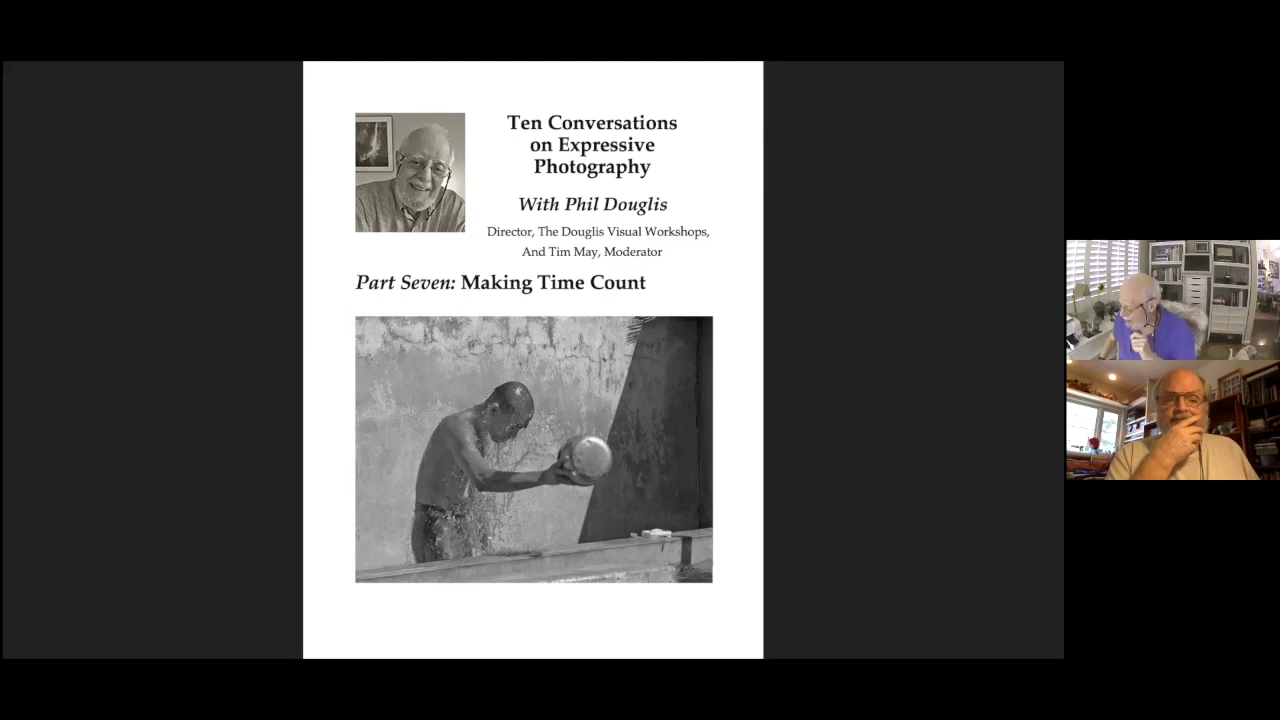 Ten Conversations
on Expressive
Photography
With Phil Douglis
Director, The Douglis Visual Workshops,
And Tim May, Moderator
Part Seven: Making Time Count